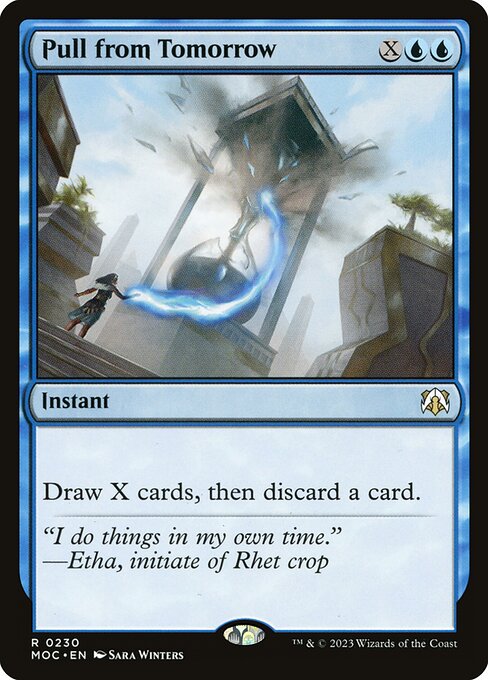 Pull from Tomorrow X
Instant
Draw X cards, then discard a card.
“I do things in my own time.”
—Etha, initiate of Rhet crop
R 0230
™ & © 2023 Wizards of the Coast
MOC • EN Sara Winters